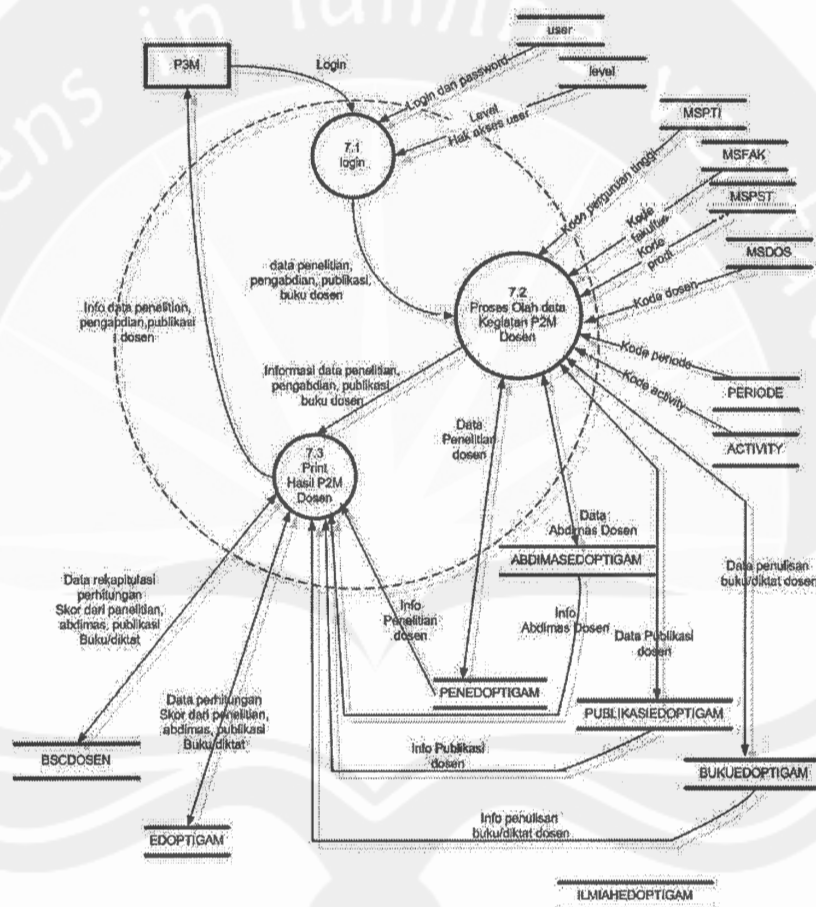 ens in lumine
user
P3M
Login
level
Login dan password
Level
Hak akses user
MSPTI
7.1
login
MSFAK
Kode perguruan tinggi
MSPST
Kode
fakultas
Kode
prodi
MSDOS
data penelitian,
pengabdian, publikasi,
buku dosen
7.2
Proses Olah data
Kegiatan P2M
Dosen
Kode dosen
Info data penelitian,
pengapdian,publikasi
dosen
Kode periode
Informasi data penelitian,
pengabdian, publikasi
buku dosen
Kode activity
PERIODE
Data
Penelitian
dosen
7.3
Print
Hasil P2M
Dosen
ACTIVITY
Data
Abdimas Dosen
ABDIMASEDOPTIGAM
Data penulisan
buku/diktat dosen
Data rekapitulasi
perhitungan
Skor dari penelitian,
abdimas, publikasi
Buku/diktat
Info
Penelitian
dosen
Info
Abdimas Dosen
Data Publikasi
dosen
PENEDOPTIGAM
Data perhitungan
Skor dari penelitian,
abdimas, publikasi
Buku/diktat
PUBLIKASIEDOPTIGAM
BSCDOSEN
Info Publikasi
dosen
BUKUEDOPTIGAM
Info penulisan
buku/diktat dosen
EDOPTIGAM
ILMIAHEDOPTIGAM